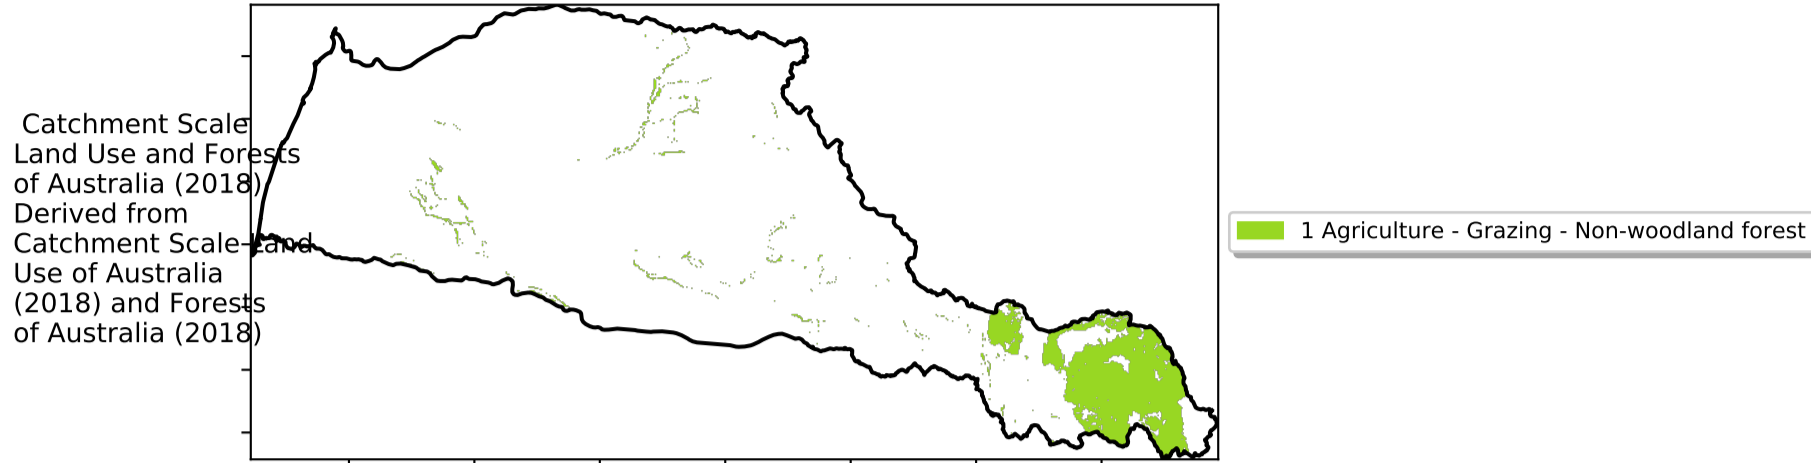 Catchment Scale
Land Use and Forests
of Australia (2018)
Derived from
Catchment Scale Land
Use of Australia
(2018) and Forests
of Australia (2018)
1 Agriculture - Grazing - Non-woodland forest